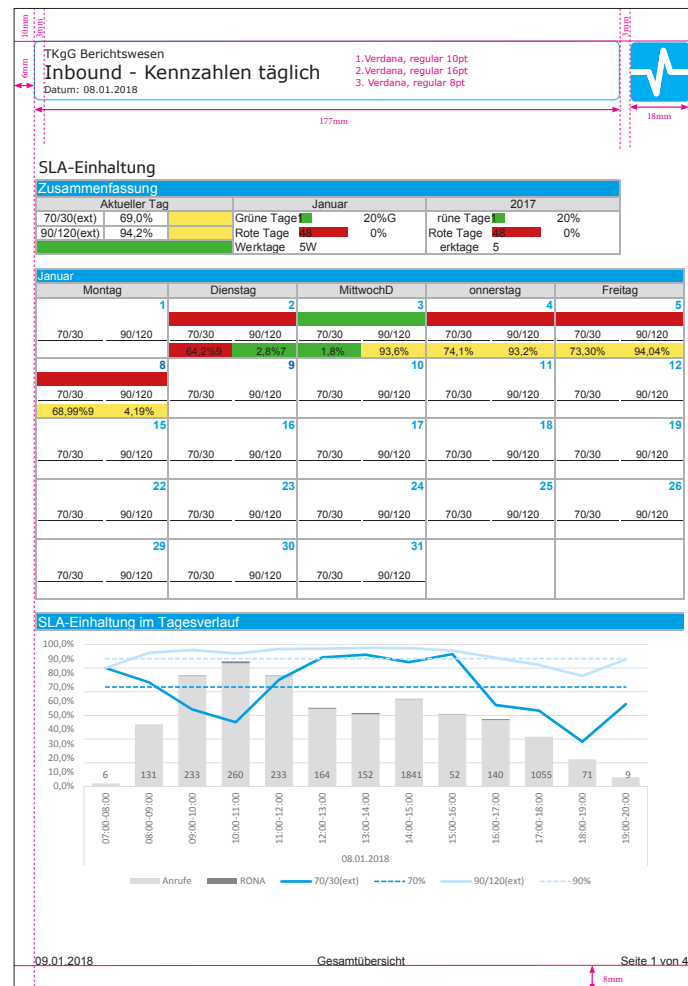 10mm
3mm
3mm
6mm
TKgG Berichtswesen
Inbound - Kennzahlen täglich
Datum: 08.01.2018
1.Verdana, regular 10pt
2.Verdana, regular 16pt
3. Verdana, regular 8pt
177mm
18mm
SLA-Einhaltung
Zusammenfassung
Aktueller Tag Januar 2017
70/30(ext) 69,0% Grüne Tage1 20%G rüne Tage1 20%
90/120(ext) 94,2% Rote Tage 48 0% Rote Tage 48 0%
Werktage 5W erktage 5
Januar
Montag Dienstag MittwochD onnerstag Freitag
1 2 3 4 5
70/30 90/120 70/30 90/120 70/30 90/120 70/30 90/120 70/30 90/120
64,2%9 2,8%7 1,8% 93,6% 74,1% 93,2% 73,30% 94,04%
8 9 10 11 12
70/30 90/120 70/30 90/120 70/30 90/120 70/30 90/120 70/30 90/120
68,99%9 4,19%
15 16 17 18 19
70/30 90/120 70/30 90/120 70/30 90/120 70/30 90/120 70/30 90/120
22 23 24 25 26
70/30 90/120 70/30 90/120 70/30 90/120 70/30 90/120 70/30 90/120
29 30 31
70/30 90/120 70/30 90/120 70/30 90/120
SLA-Einhaltung im Tagesverlauf
100,0%
90,0%
80,0%
70,0%
60,0%
50,0%
40,0%
30,0%
20,0%
10,0%
0,0%
6 131 233 260 233 164 152 1841 52 140 1055 71 9
07:00-08:00 08:00-09:00 09:00-10:00 10:00-11:00 11:00-12:00 12:00-13:00 13:00-14:00 14:00-15:00 15:00-16:00 16:00-17:00 17:00-18:00 18:00-19:00 19:00-20:00
08.01.2018
Anrufe RONA 70/30(ext) 70% 90/120(ext) 90%
09.01.2018 Gesamtübersicht Seite 1 von 4
8mm